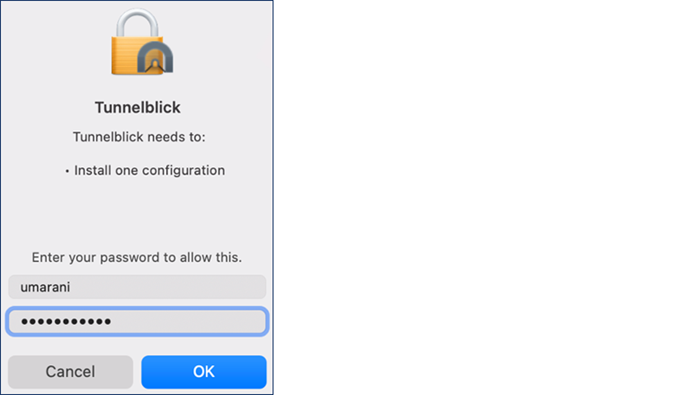 Tunnelblick
Tunnelblick needs to:
• Install one configuration
Enter your password to allow this.
umarani
•••••••••••
Cancel
OK